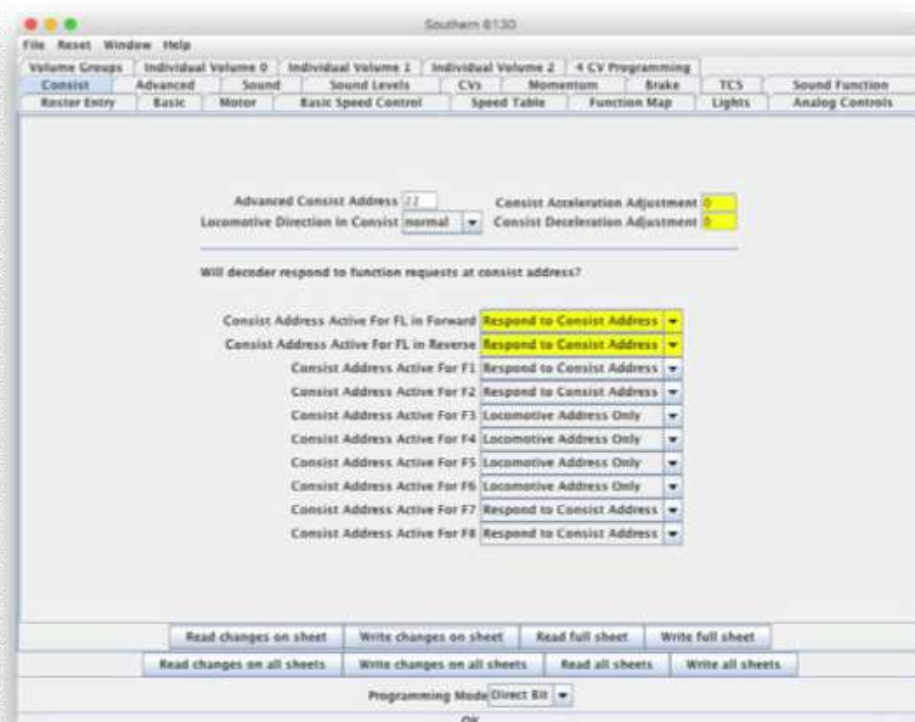 Southern 6130
File Reset Window Help
Volume Groups Individual Volume 0 Individual Volume 1 Individual Volume 2 4 CV Programming
Consist Advanced Sound Sound Levels CVs Momentum Brake TCS Sound Function
Roster Entry Basic Motor Basic Speed Control Speed Table Function Map Lights Analog Controls
Advanced Consist Address 22 Consist Acceleration Adjustment 0
Locomotive Direction In Consist normal Consist Deceleration Adjustment 0
Will decoder respond to function requests at consist address?
Consist Address Active For FL in Forward Respond to Consist Address
Consist Address Active For FL in Reverse Respond to Consist Address
Consist Address Active For F1 Respond to Consist Address
Consist Address Active For F2 Respond to Consist Address
Consist Address Active For F3 Locomotive Address Only
Consist Address Active For F4 Locomotive Address Only
Consist Address Active For F5 Locomotive Address Only
Consist Address Active For F6 Locomotive Address Only
Consist Address Active For F7 Respond to Consist Address
Consist Address Active For F8 Respond to Consist Address
Read changes on sheet Write changes on sheet Read full sheet Write full sheet
Read changes on all sheets Write changes on all sheets Read all sheets Write all sheets
Programming Mode Direct Bit
OK